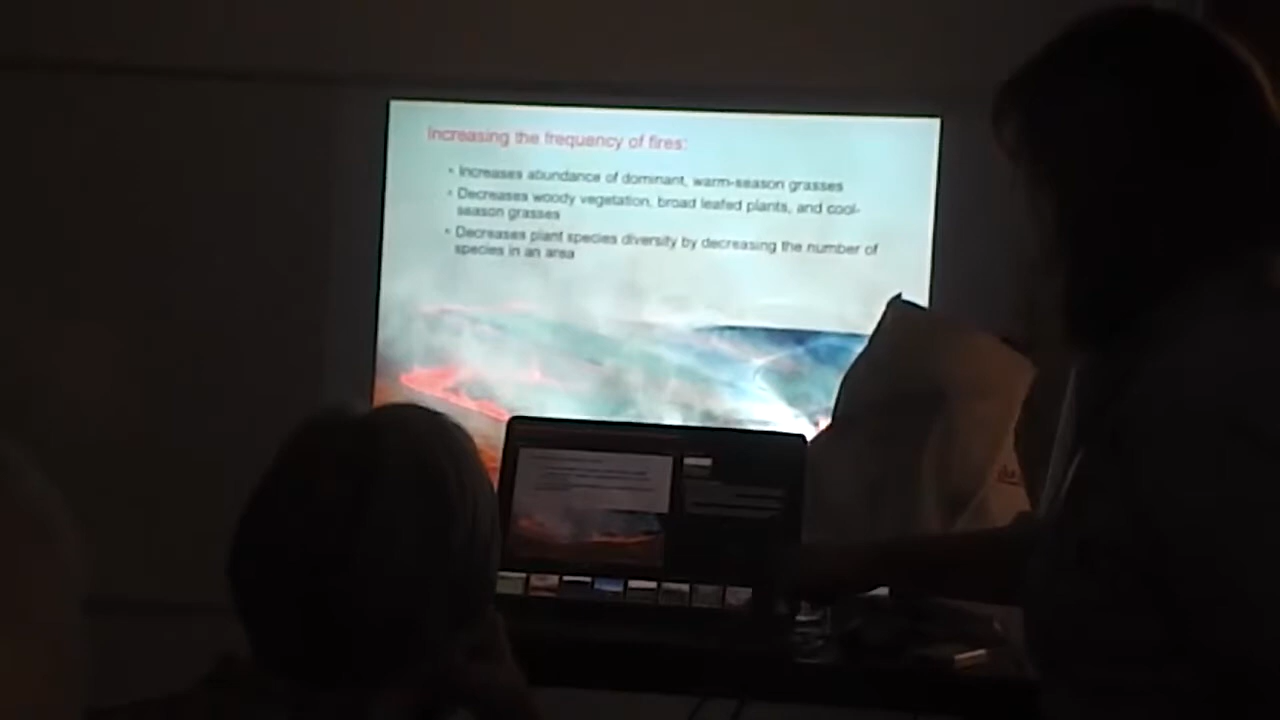 Increasing the frequency of fires:
• Increases abundance of dominant, warm-season grasses
• Decreases woody vegetation, broad leafed plants, and cool-
season grasses
• Decreases plant species diversity by decreasing the number of
species in an area